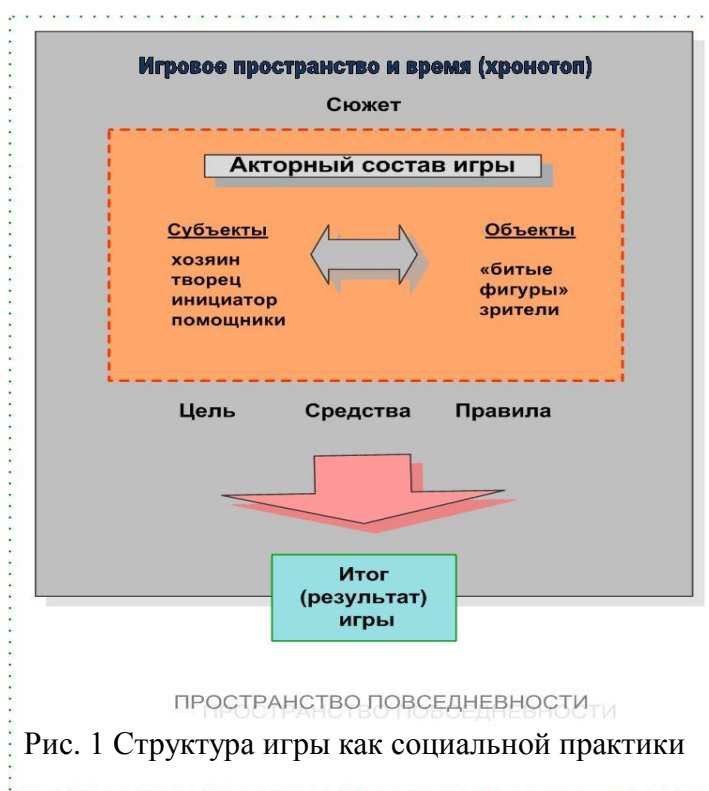 Игровое пространство и время (хронотоп)
Сюжет
Акторный состав игры
Субъекты
хозяин
творец
инициатор
помощники
Объекты
«битые
фигуры»
зрители
Цель Средства Правила
Итог
(результат)
игры
ПРОСТРАНСТВО ПОВСЕДНЕВНОСТИ
Рис. 1 Структура игры как социальной практики